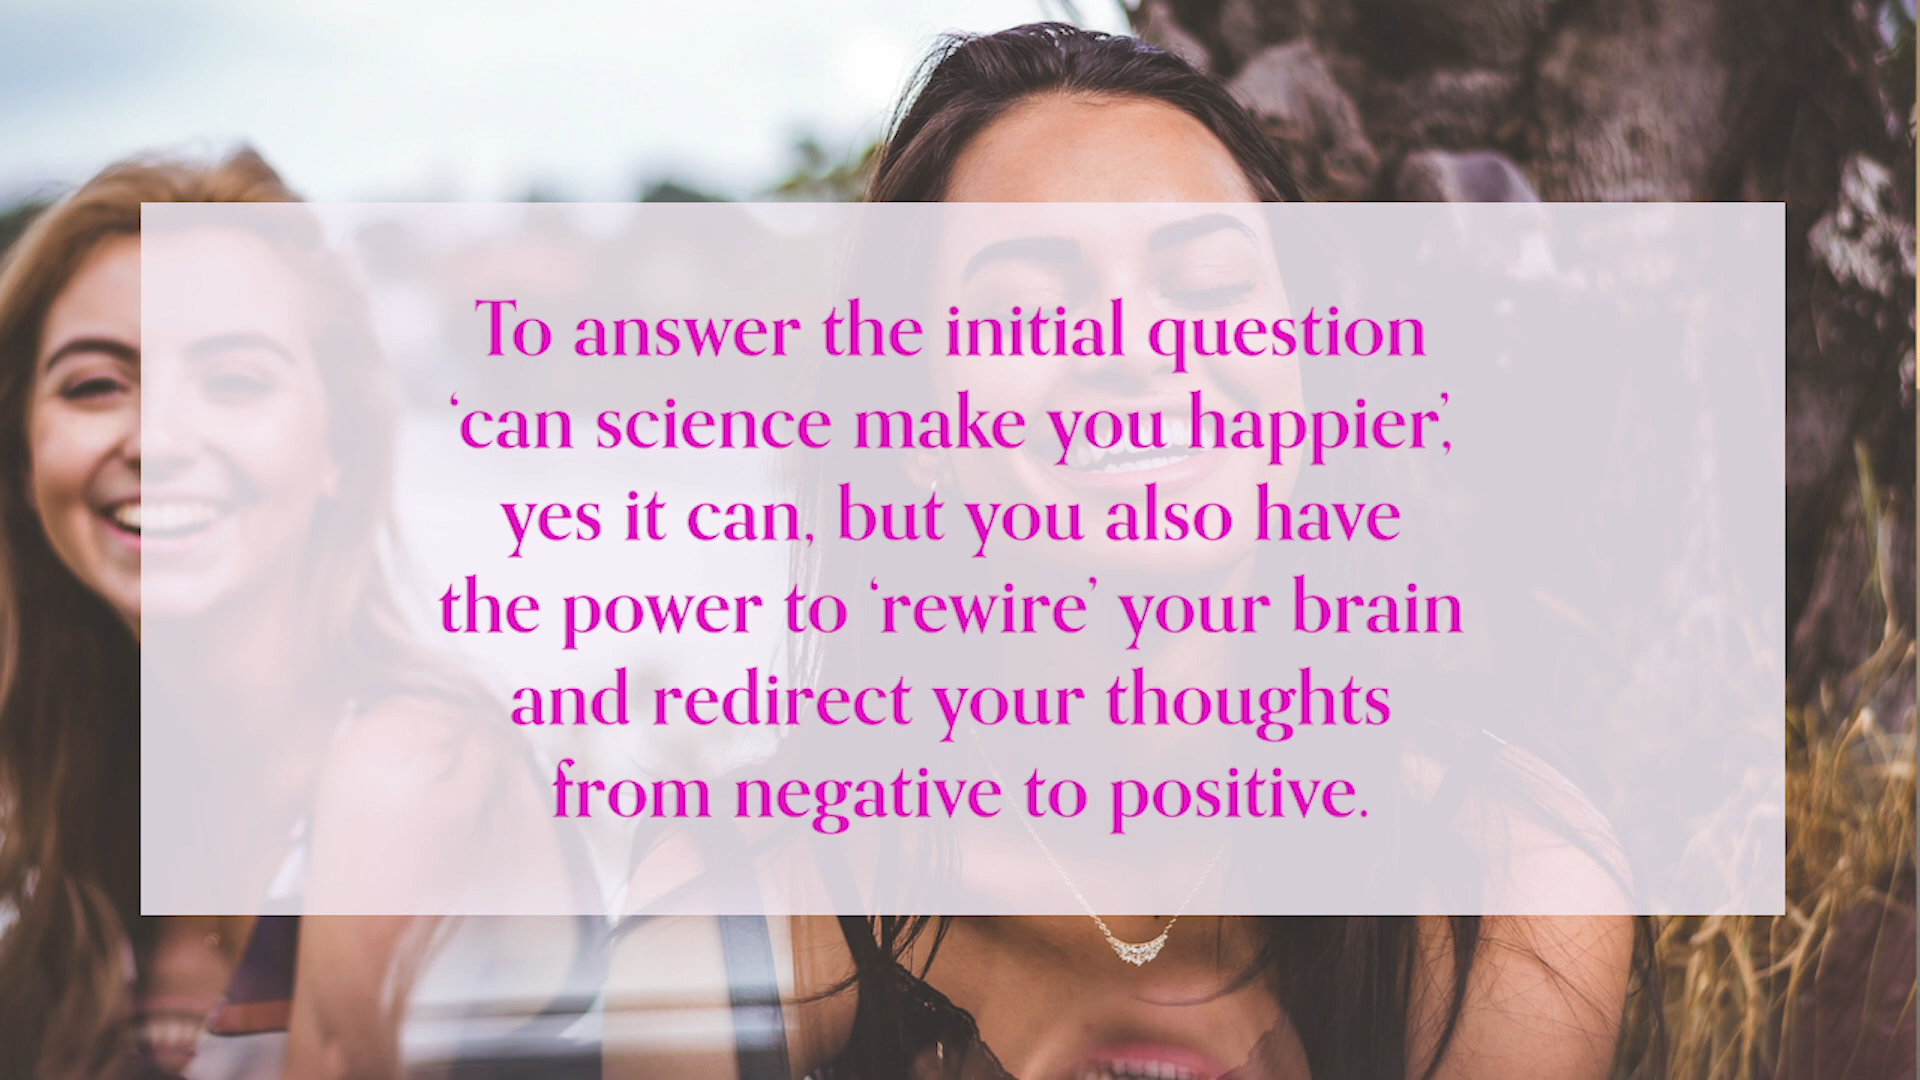 To answer the initial question
‘can science make you happier’,
yes it can, but you also have
the power to ‘rewire’ your brain
and redirect your thoughts
from negative to positive.